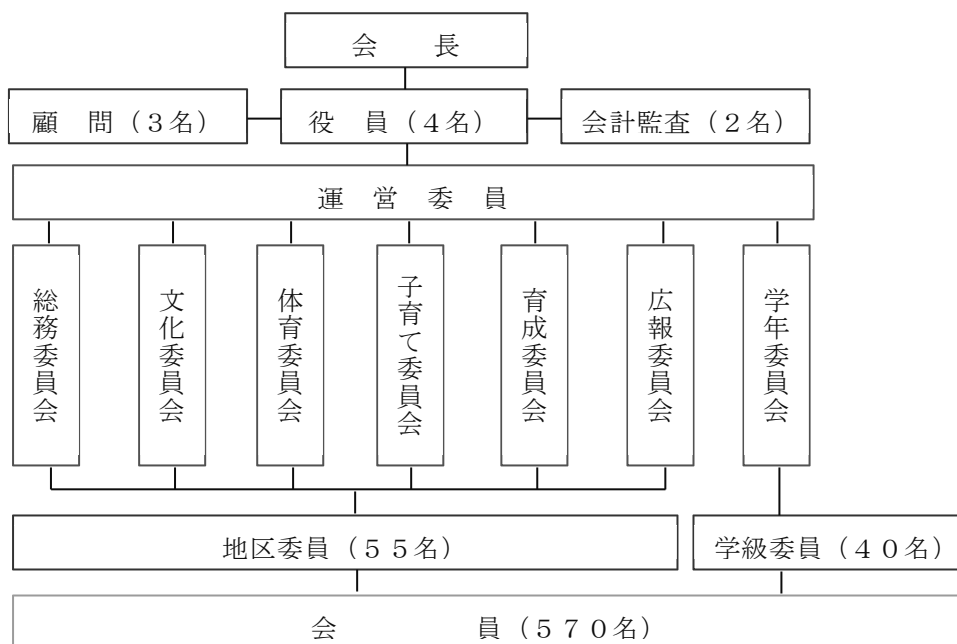 会　　長
顧　問（３名）
役　員（４名）
会計監査（２名）
運　営　委　員
総務委員会
文化委員会
体育委員会
子育て委員会
育成委員会
広報委員会
学年委員会
地区委員（５５名）
学級委員（４０名）
会　　　　　員（５７０名）